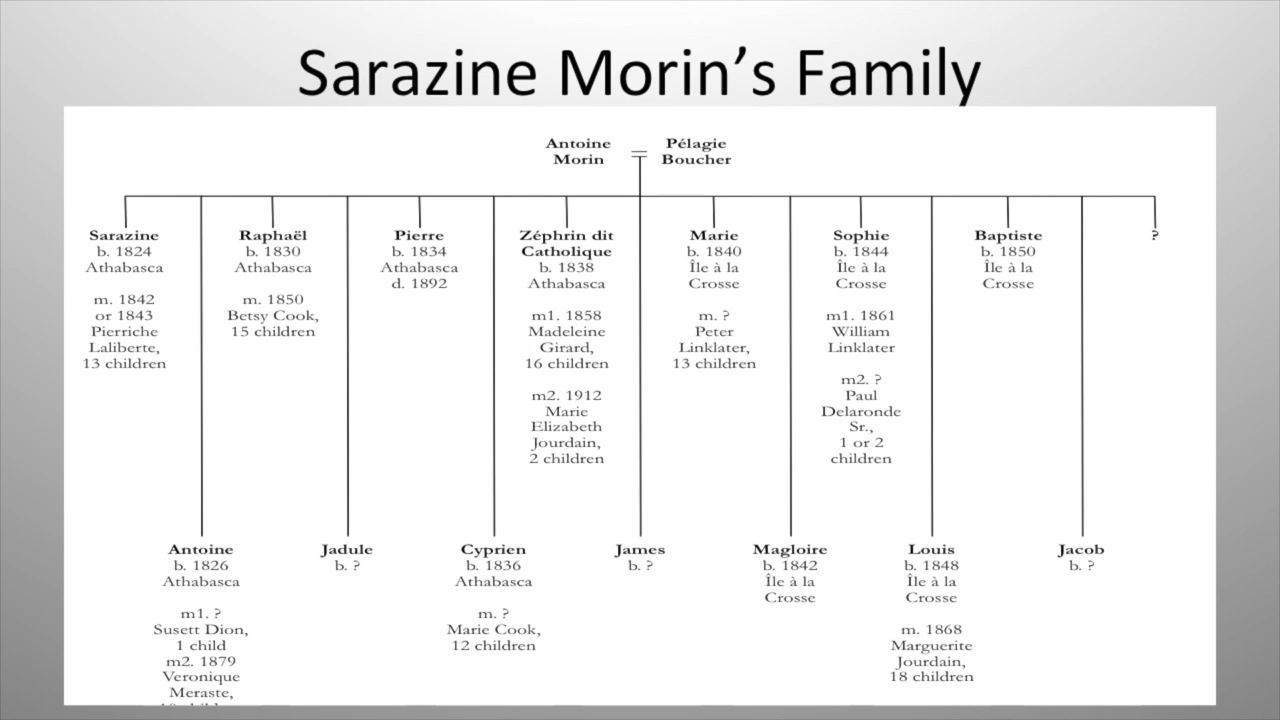 Sarazine Morin's Family
Antoine
Morin
Pélagie
Boucher
Sarazine
b. 1824
Athabasca
m. 1842
or 1843
Pierriche
Laliberte,
13 children
Raphaël
b. 1830
Athabasca
m. 1850
Betsy Cook,
15 children
Pierre
b. 1834
Athabasca
d. 1892
Zéphrin dit
Catholique
b. 1838
Athabasca
m1. 1858
Madeleine
Girard,
16 children
m2. 1912
Marie
Elizabeth
Jourdain,
2 children
Marie
b. 1840
Île à la
Crosse
m. ?
Peter
Linklater,
13 children
Sophie
b. 1844
Île à la
Crosse
m1. 1861
William
Linklater
m2. ?
Paul
Delaronde
Sr.,
1 or 2
children
Baptiste
b. 1850
Île à la
Crosse
?
Antoine
b. 1826
Athabasca
m1. ?
Susett Dion,
1 child
m2. 1879
Veronique
Meraste,
Jadule
b. ?
Cyprien
b. 1836
Athabasca
m. ?
Marie Cook,
12 children
James
b. ?
Magloire
b. 1842
Île à la
Crosse
Louis
b. 1848
Île à la
Crosse
m. 1868
Marguerite
Jourdain,
18 children
Jacob
b. ?